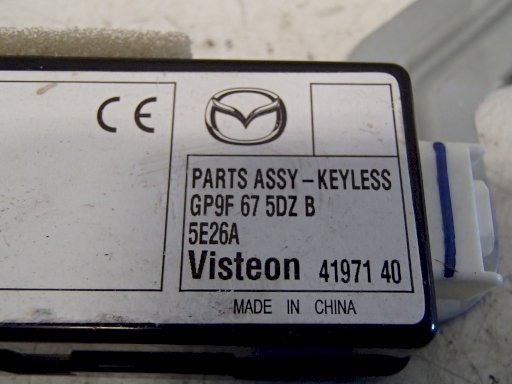 CE
PARTS ASSY – KEYLESS
GP9F 67 5DZ B
5E26A
Visteon 41971 40
MADE IN CHINA